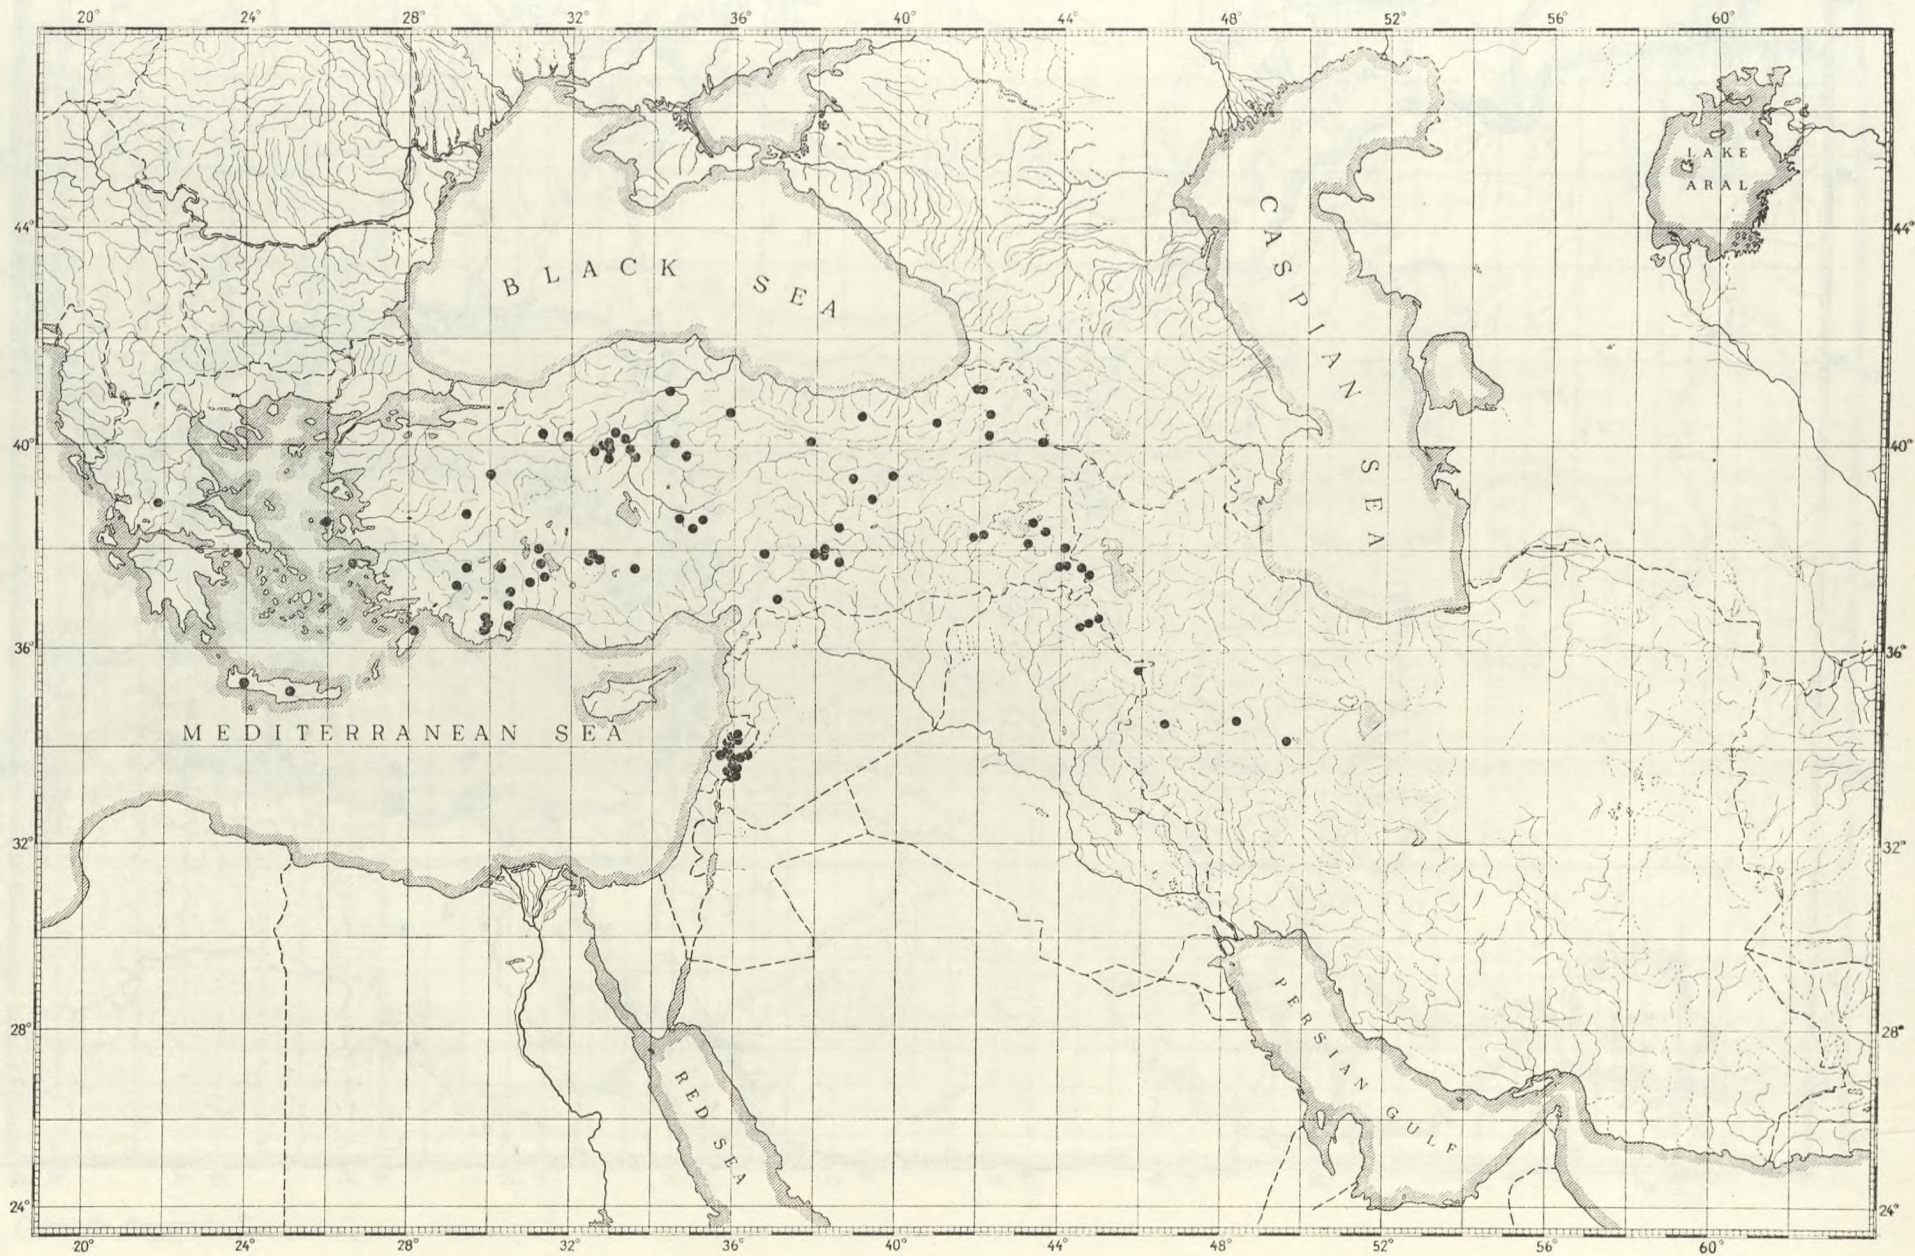 20° 24° 28° 32° 36° 40° 44° 48° 52° 56° 60°
LAKE
ARAL
44° 44°
BLACK SEA
CASPIAN SEA
40° 40°
36° 36°
MEDITERRANEAN SEA
32° 32°
PERSIAN GULF
28° 28°
RED SEA
24° 24°
20° 24° 28° 32° 36° 40° 44° 48° 52° 56° 60°